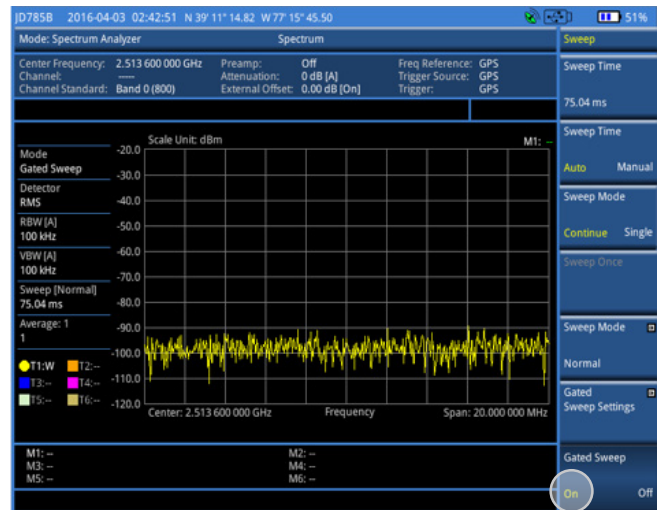 JD785B 2016-04-03 02:42:51 N 39' 11" 14.82 W 77' 15" 45.50 51%
Mode: Spectrum Analyzer Spectrum
Center Frequency: 2.513 600 000 GHz Preamp: Off Freq Reference: GPS
Channel: ---- Attenuation: 0 dB [A] Trigger Source: GPS
Channel Standard: Band 0 (800) External Offset: 0.00 dB [On] Trigger: GPS
Scale Unit: dBm M1: --
Mode
Gated Sweep
Detector
RMS
RBW [A]
100 kHz
VBW [A]
100 kHz
Sweep [Normal]
75.04 ms
Average: 1
1
T1:W T2:--
T3:-- T4:--
T5:-- T6:--
-20.0
-30.0
-40.0
-50.0
-60.0
-70.0
-80.0
-90.0
-100.0
-110.0
-120.0
Center: 2.513 600 000 GHz Frequency Span: 20.000 000 MHz
M1: -- M2: --
M3: -- M4: --
M5: -- M6: --
Sweep
Sweep Time
75.04 ms
Sweep Time
Auto Manual
Sweep Mode
Continue Single
Sweep Once
Sweep Mode
Normal
Gated
Sweep Settings
Gated Sweep
On Off